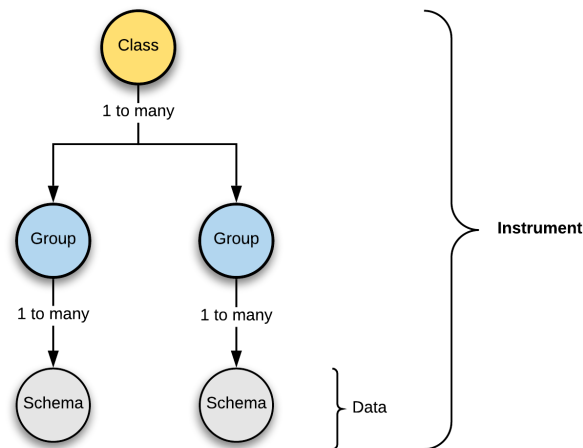 Class
1 to many
Instrument
Group
Group
1 to many
1 to many
Schema
Schema
Data